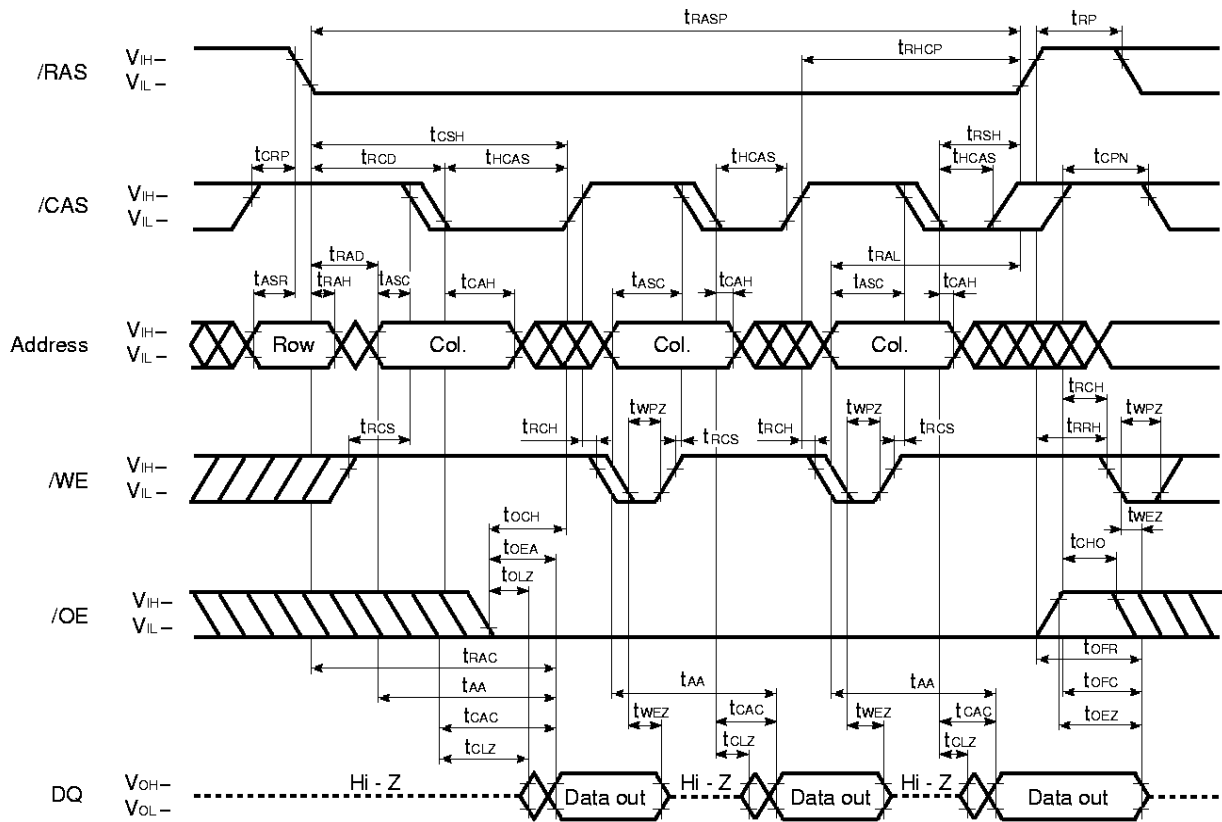 tRASP
tRP
tRHCP
/RAS
VIH–
VIL –
tCSH
tRSH
tCRP
tRCD
tHCAS
tHCAS
tHCAS
tCPN
/CAS
VIH–
VIL –
tRAD
tRAL
tASR
tRAH
tASC
tCAH
tASC
tCAH
tASC
tCAH
Address
VIH–
VIL –
Row
Col.
Col.
Col.
tRCH
tWPZ
tWPZ
tWPZ
tRCS
tRCH
tRCS
tRCH
tRCS
tRRH
/WE
VIH–
VIL –
tOCH
tWEZ
tOEA
tCHO
tOLZ
/OE
VIH–
VIL –
tRAC
tOFR
tAA
tAA
tAA
tOFC
tCAC
tWEZ
tCAC
tWEZ
tCAC
tOEZ
tCLZ
tCLZ
tCLZ
DQ
VOH–
VOL –
Hi - Z
Data out
Hi - Z
Data out
Hi - Z
Data out